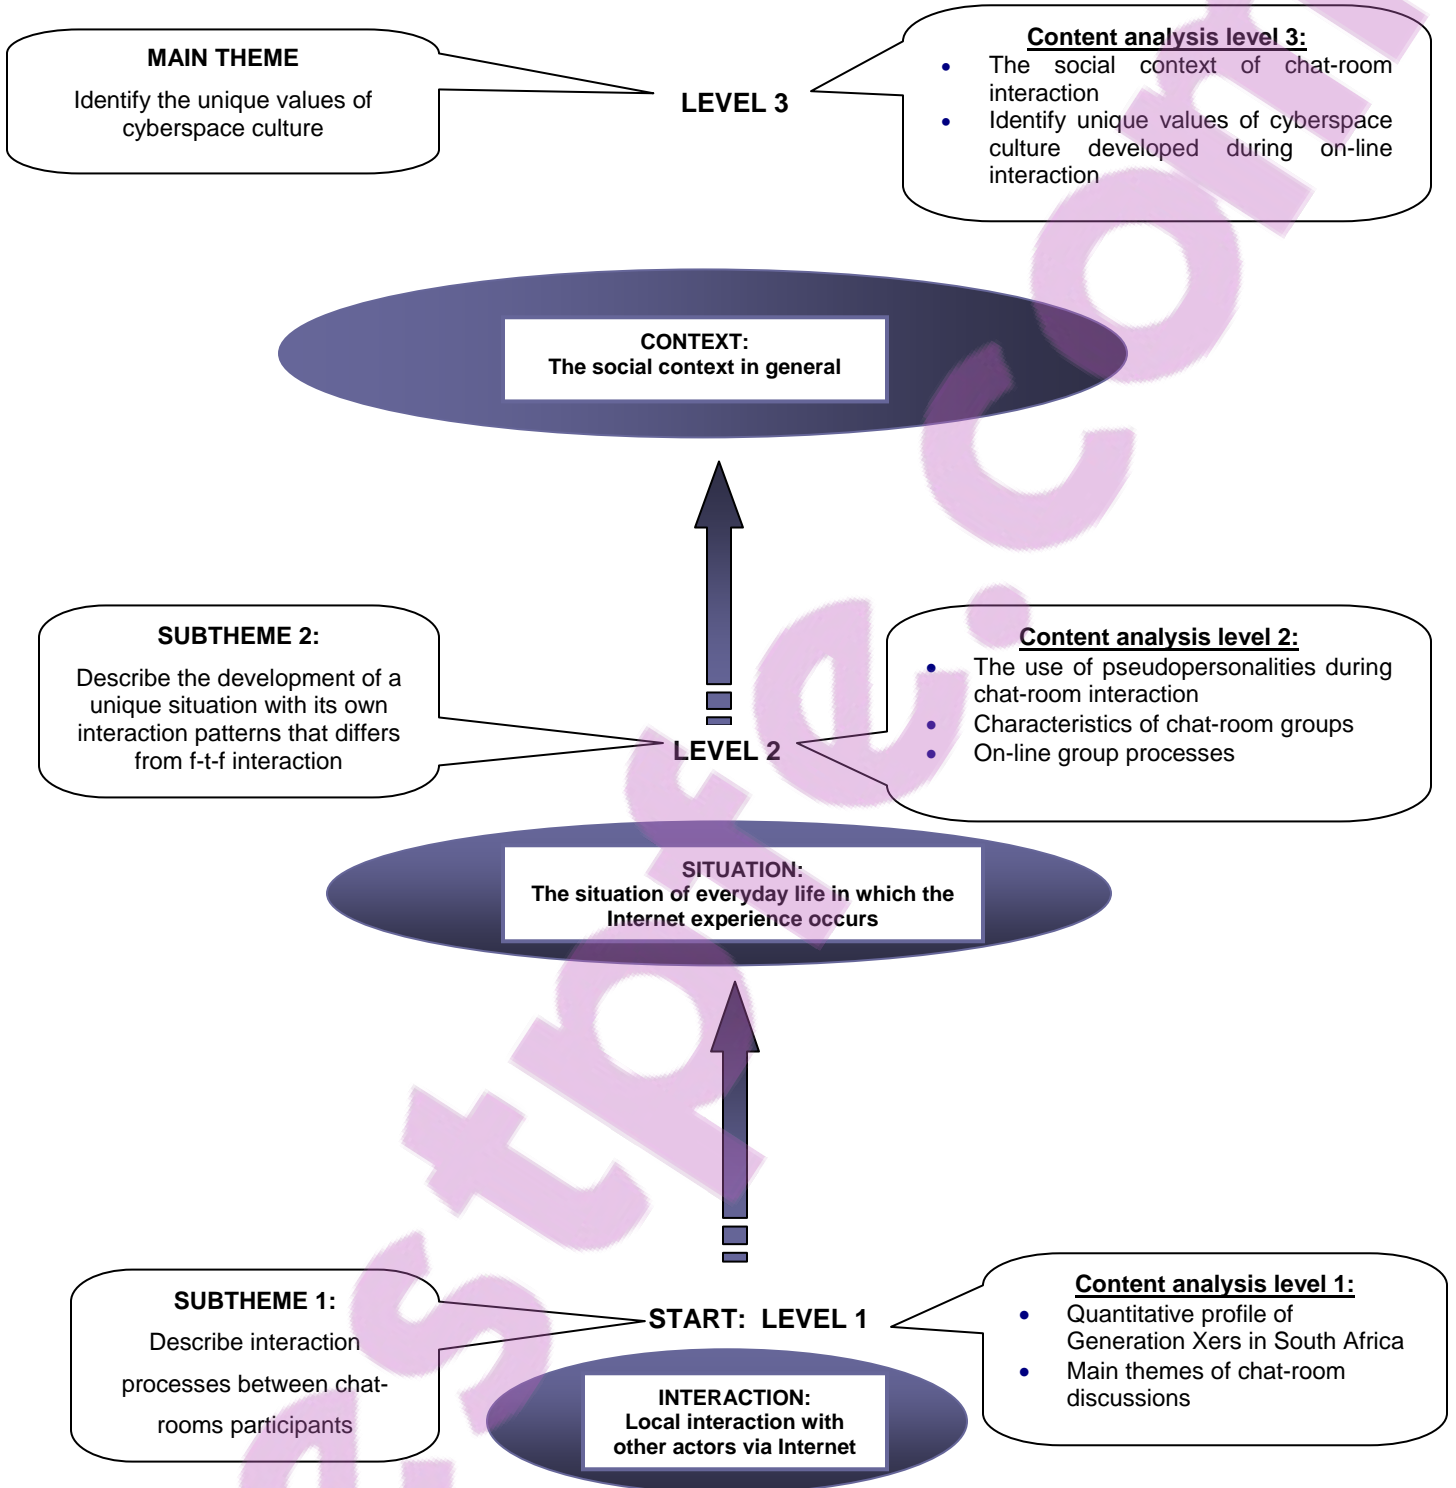 MAIN THEME
Identify the unique values of
cyberspace culture
LEVEL 3
Content analysis level 3:
• The social context of chat-room
interaction
• Identify unique values of cyberspace
culture developed during on-line
interaction
CONTEXT:
The social context in general
SUBTHEME 2:
Describe the development of a
unique situation with its own
interaction patterns that differs
from f-t-f interaction
LEVEL 2
Content analysis level 2:
• The use of pseudopersonalities during
chat-room interaction
• Characteristics of chat-room groups
• On-line group processes
SITUATION:
The situation of everyday life in which the
Internet experience occurs
SUBTHEME 1:
Describe interaction
processes between chat-
rooms participants
START: LEVEL 1
Content analysis level 1:
• Quantitative profile of
Generation Xers in South Africa
• Main themes of chat-room
discussions
INTERACTION:
Local interaction with
other actors via Internet
estpfe.com